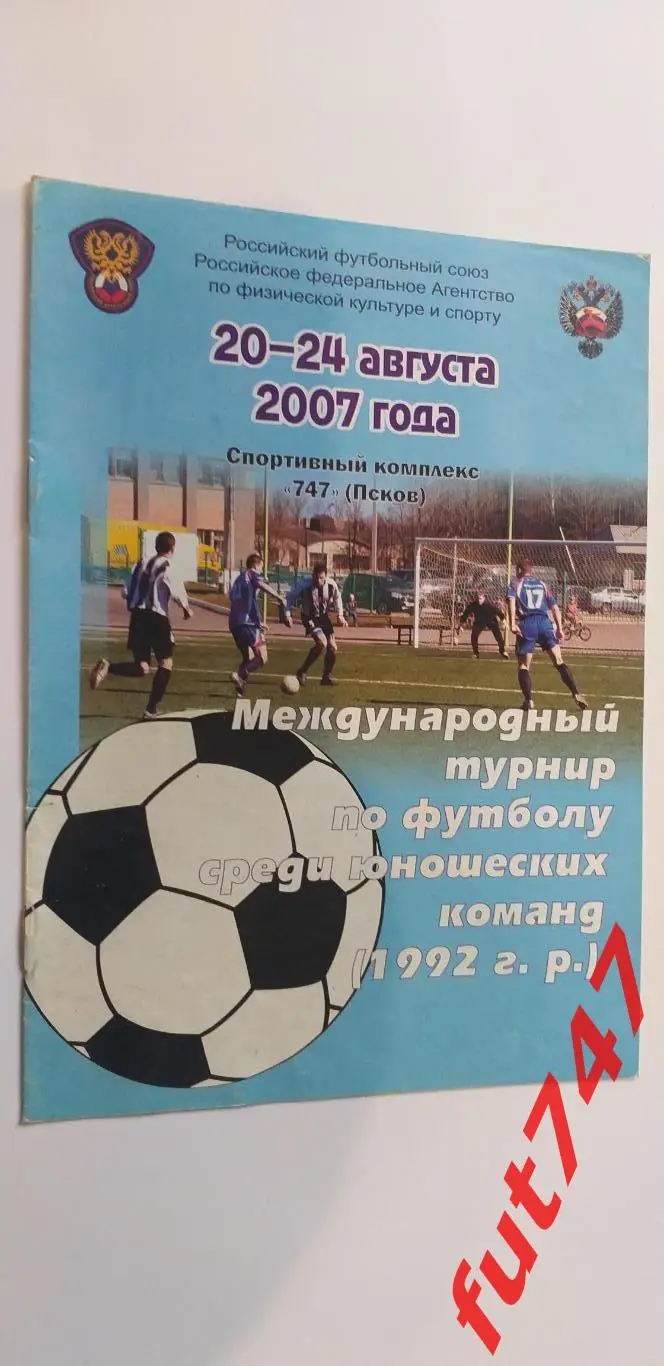 Российский футбольный союз
Российское федеральное Агентство
по физической культуре и спорту
20–24 августа
2007 года
Спортивный комплекс
«747» (Псков)
17
Международный
турнир
по футболу
среди юношеских
команд
(1992 г. р.)
fut747